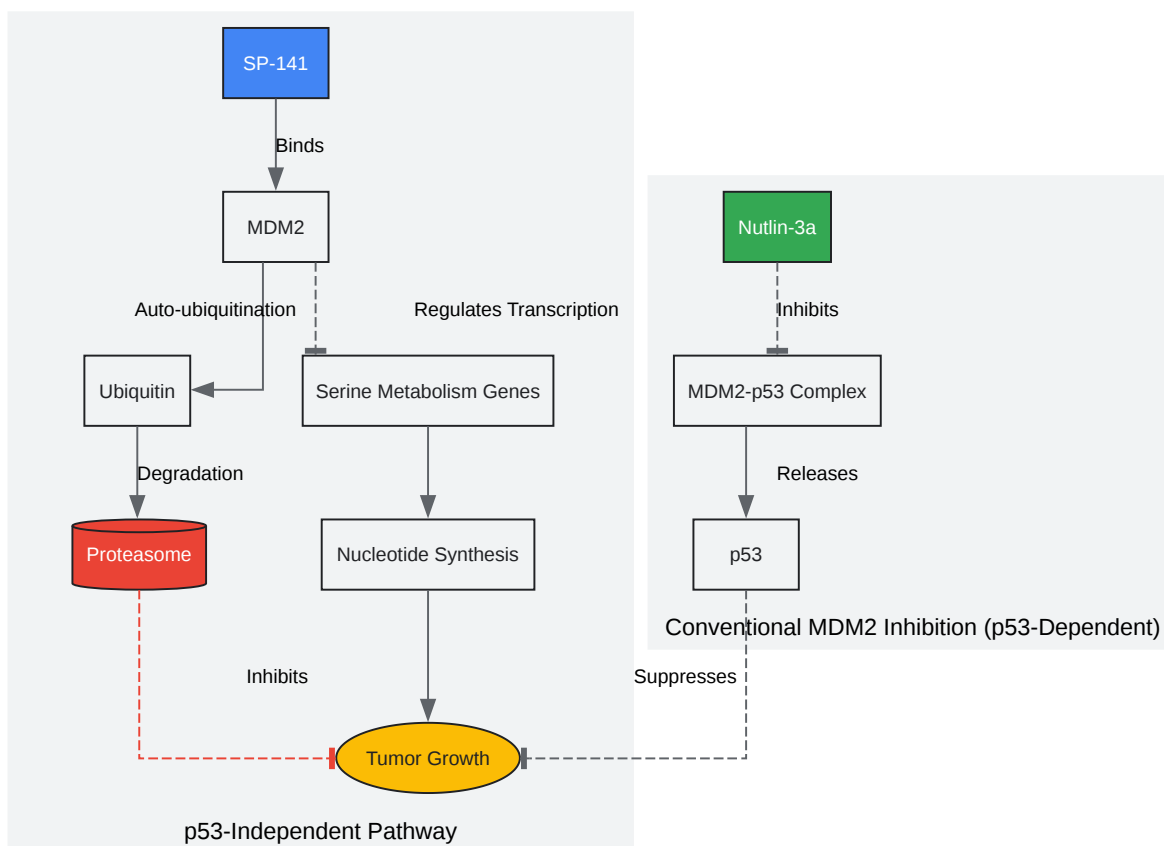 SP-141
Binds
MDM2
Nutlin-3a
Auto-ubiquitination
Regulates Transcription
Inhibits
Ubiquitin
Serine Metabolism Genes
MDM2-p53 Complex
Degradation
Releases
Proteasome
Nucleotide Synthesis
p53
Conventional MDM2 Inhibition (p53-Dependent)
Inhibits
Suppresses
Tumor Growth
p53-Independent Pathway